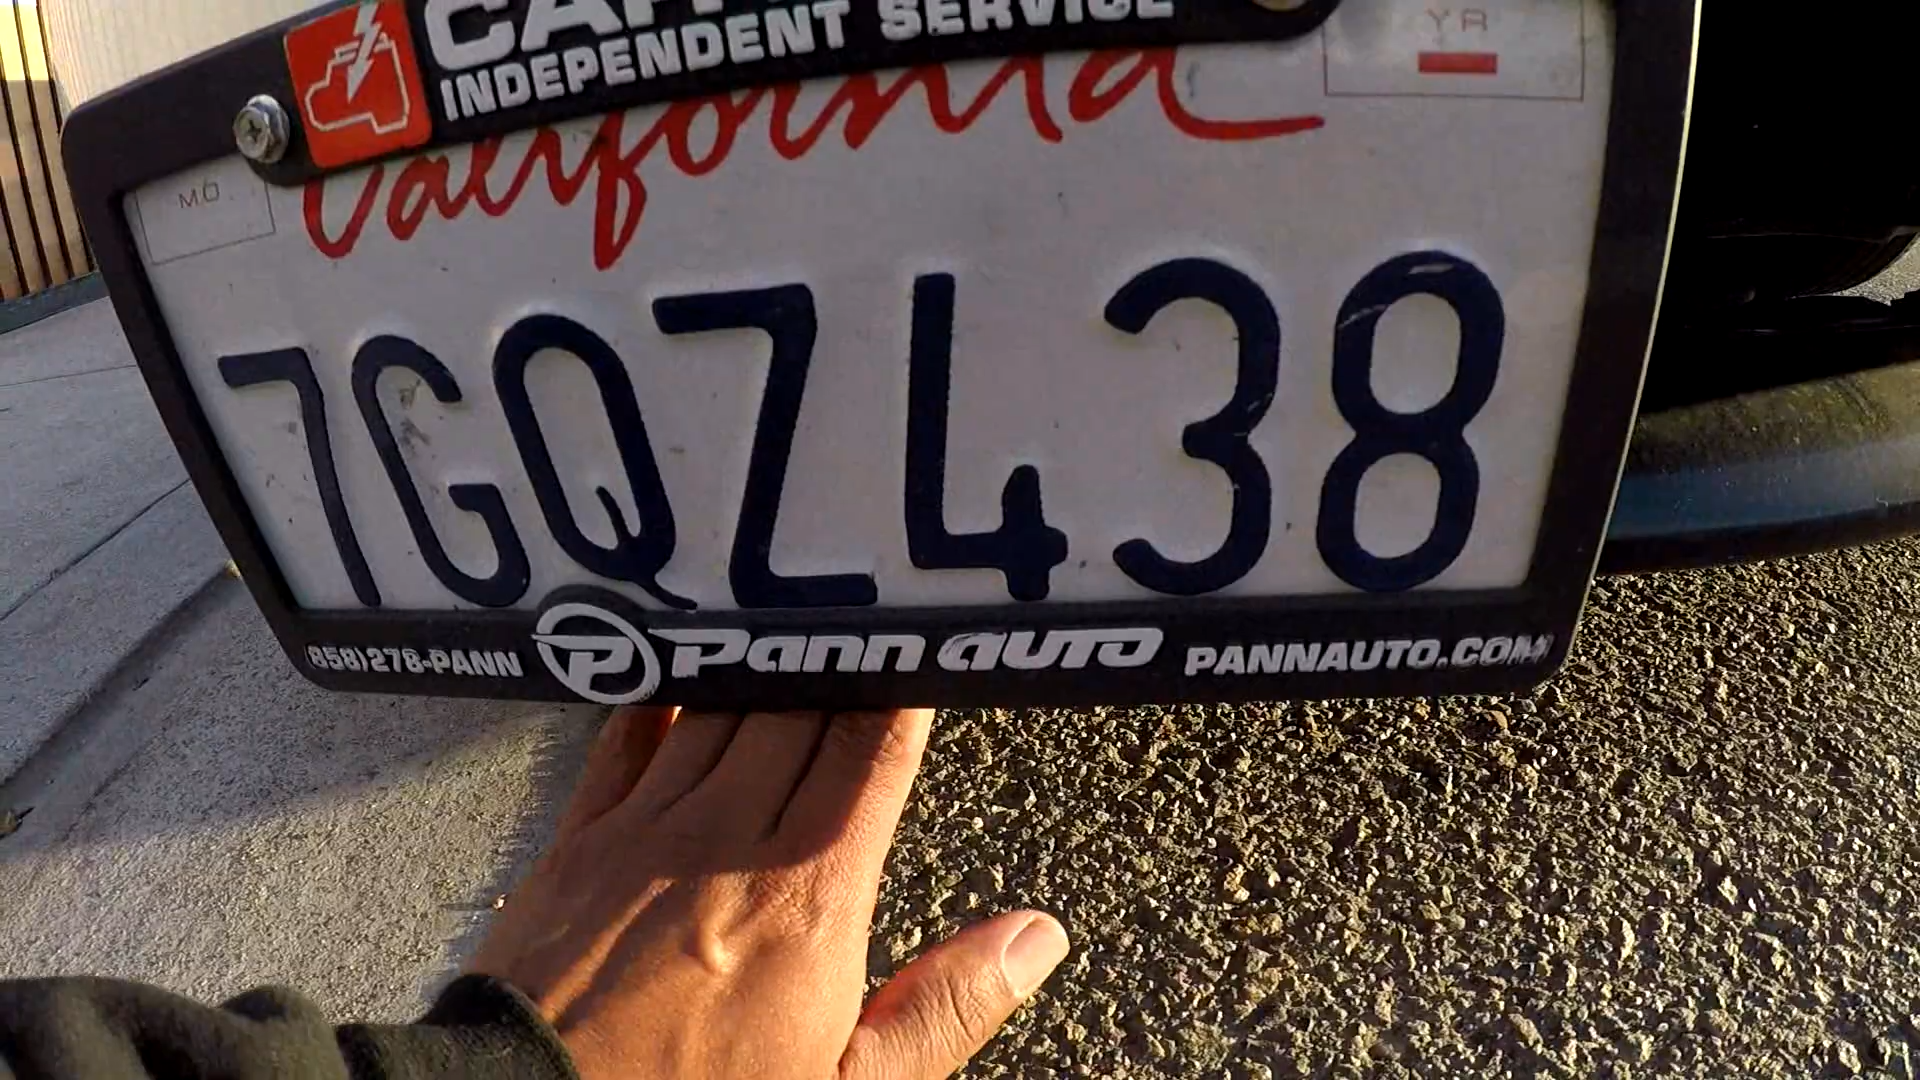 INDEPENDENT SERVICE
California
MO
YR
7GQZ438
(858)278-PANN
Pann auto
PANNAUTO.COM